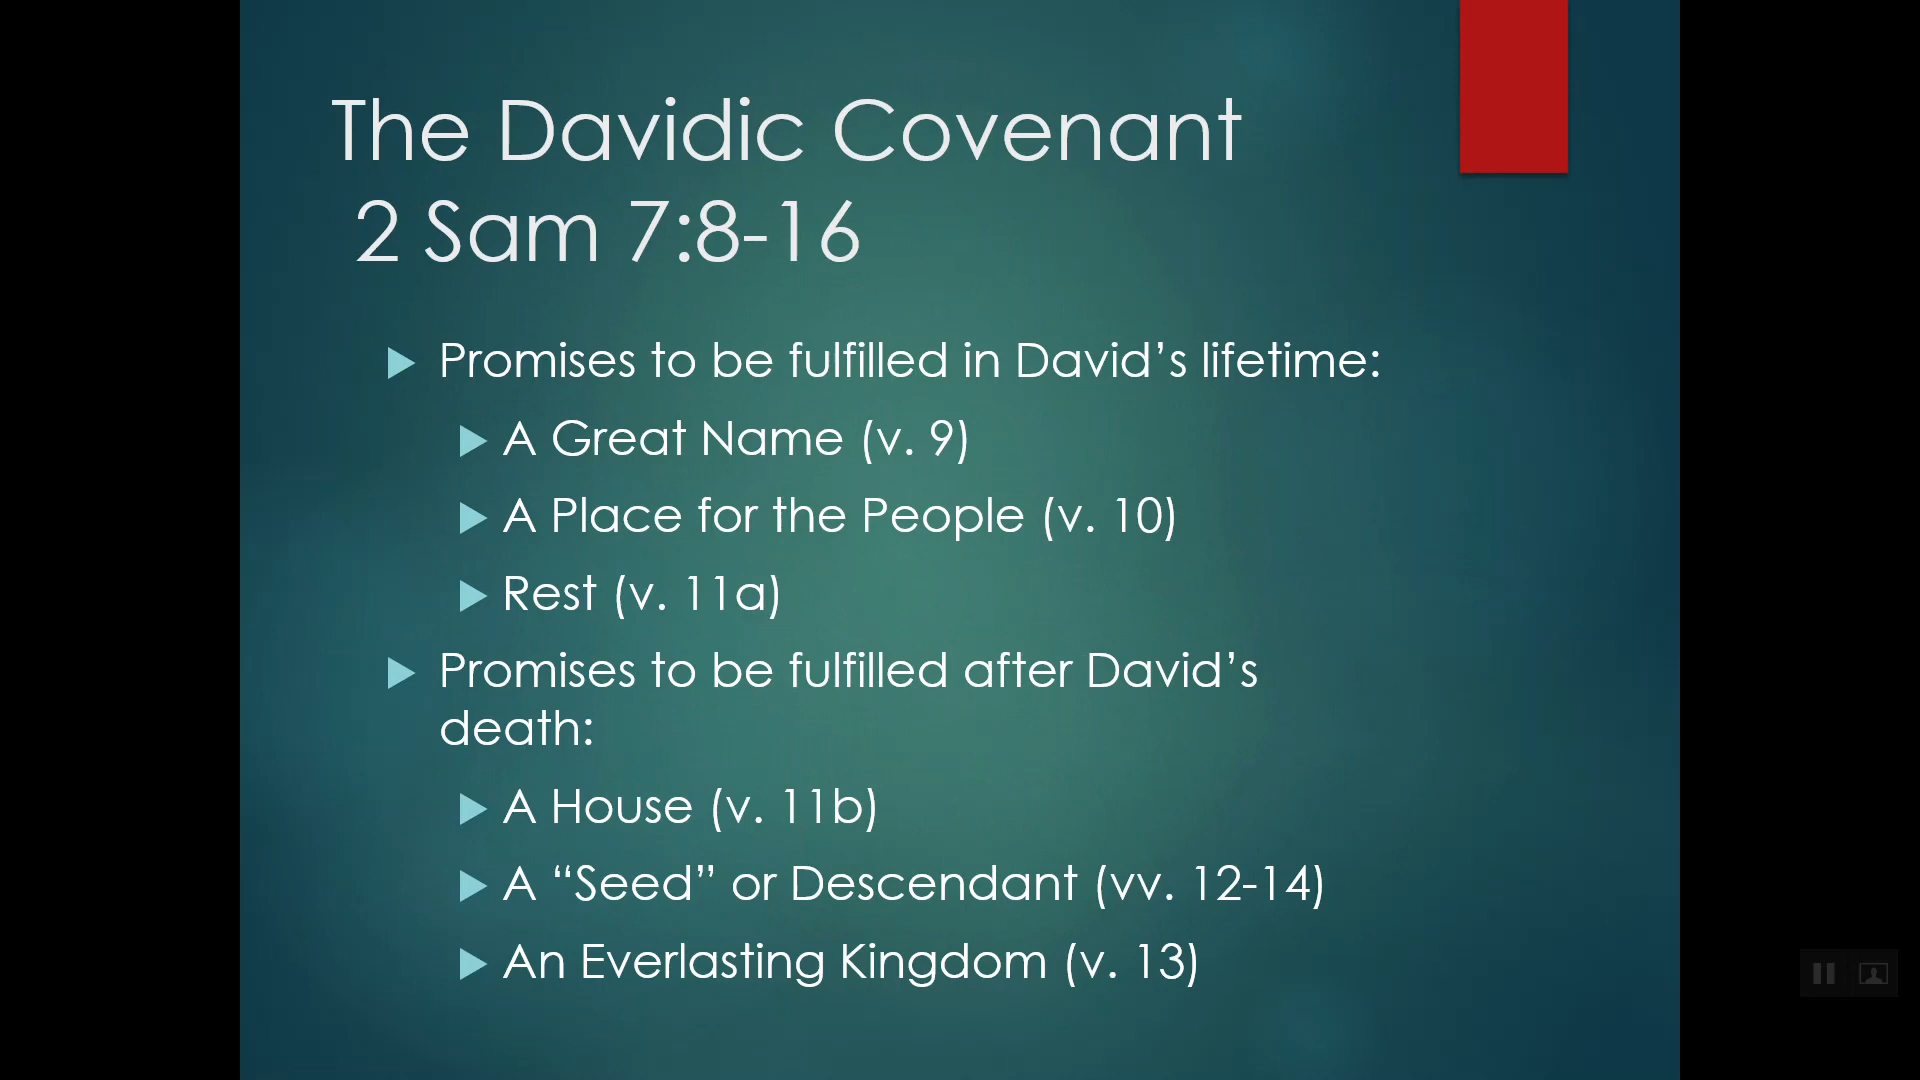 The Davidic Covenant
2 Sam 7:8-16
Promises to be fulfilled in David’s lifetime:
A Great Name (v. 9)
A Place for the People (v. 10)
Rest (v. 11a)
Promises to be fulfilled after David’s
death:
A House (v. 11b)
A “Seed” or Descendant (vv. 12-14)
An Everlasting Kingdom (v. 13)